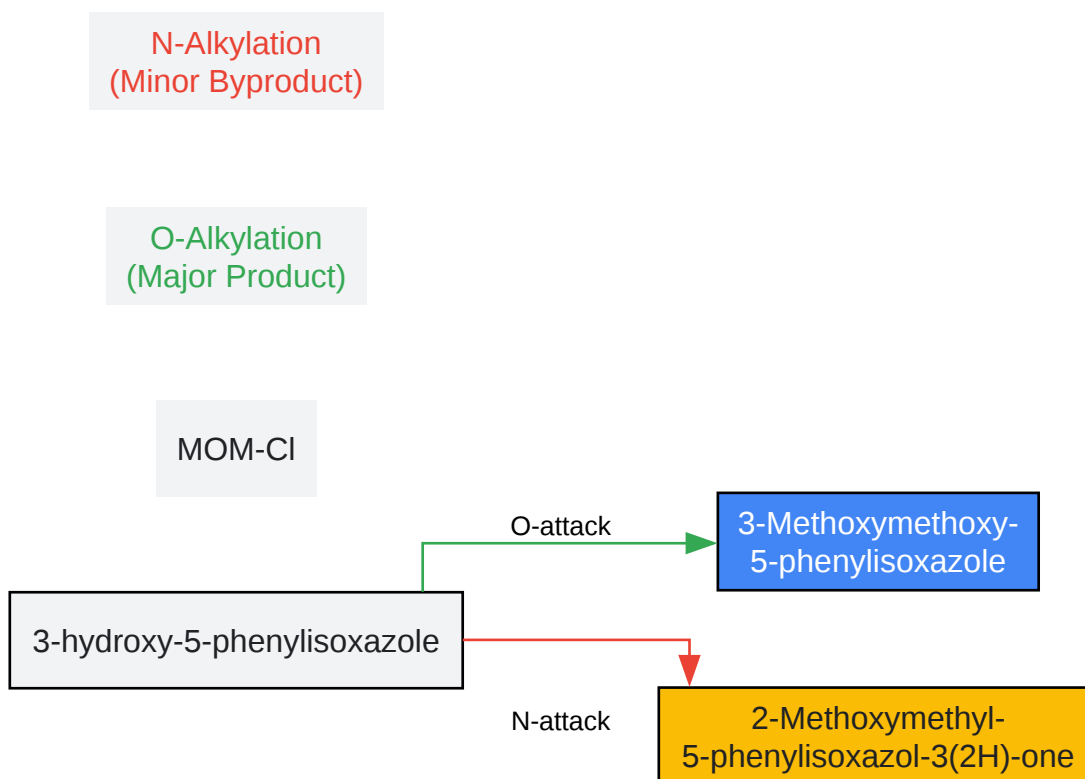 N-Alkylation
(Minor Byproduct)
O-Alkylation
(Major Product)
MOM-Cl
O-attack
3-Methoxymethoxy-
5-phenylisoxazole
3-hydroxy-5-phenylisoxazole
N-attack
2-Methoxymethyl-
5-phenylisoxazol-3(2H)-one